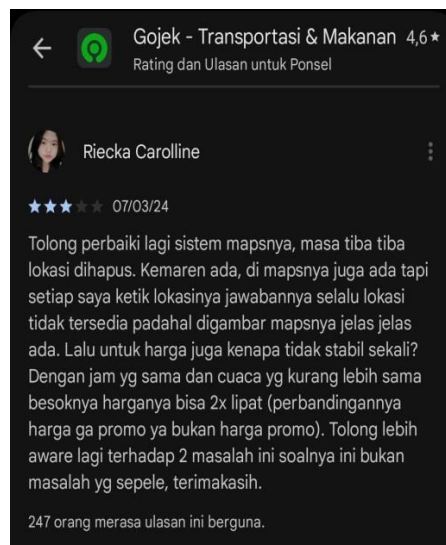 Gojek - Transportasi & Makanan 4,6★
Rating dan Ulasan untuk Ponsel
Riecka Carolline
07/03/24
Tolong perbaiki lagi sistem mapsnya, masa tiba tiba
lokasi dihapus. Kemaren ada, di mapsnya juga ada tapi
setiap saya ketik lokasinya jawabannya selalu lokasi
tidak tersedia padahal digambar mapsnya jelas jelas
ada. Lalu untuk harga juga kenapa tidak stabil sekali?
Dengan jam yg sama dan cuaca yg kurang lebih sama
besoknya harganya bisa 2x lipat (perbandingannya
harga ga promo ya bukan harga promo). Tolong lebih
aware lagi terhadap 2 masalah ini soalnya ini bukan
masalah yg sepele, terimakasih.
247 orang merasa ulasan ini berguna.